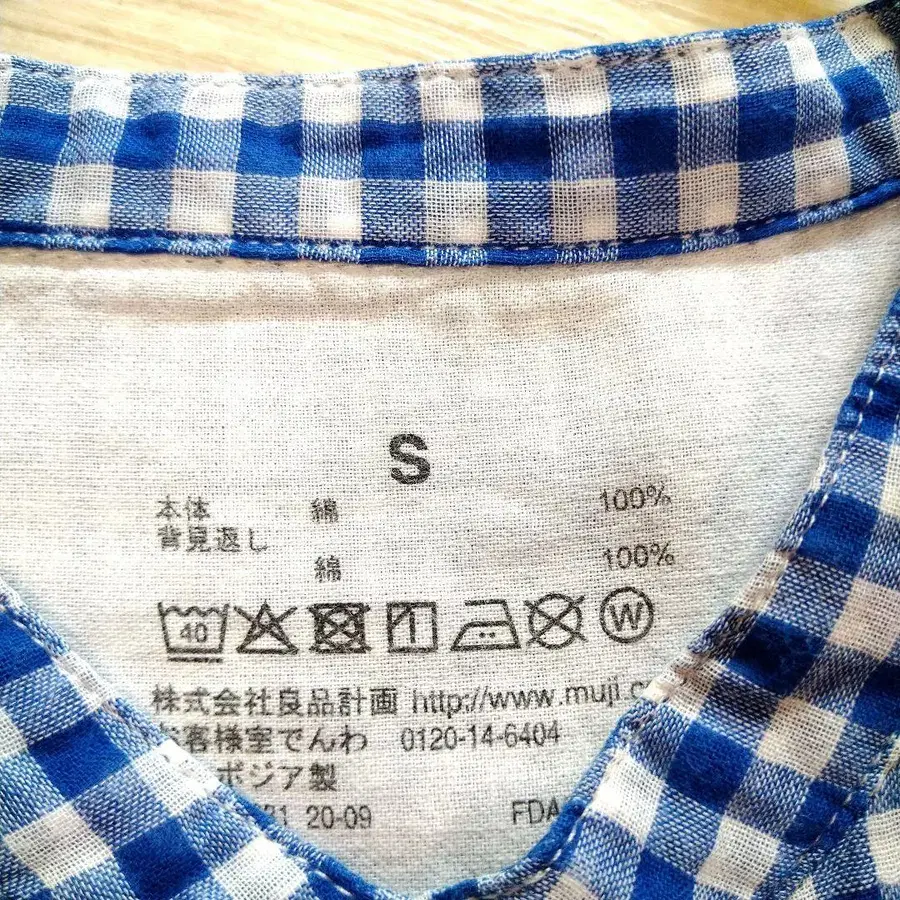 S
本体 綿 100%
背見返し
綿 100%
40 W
株式会社良品計画 http://www.muji.c
お客様室でんわ 0120-14-6404
ボジア製
21 20-09 FDA